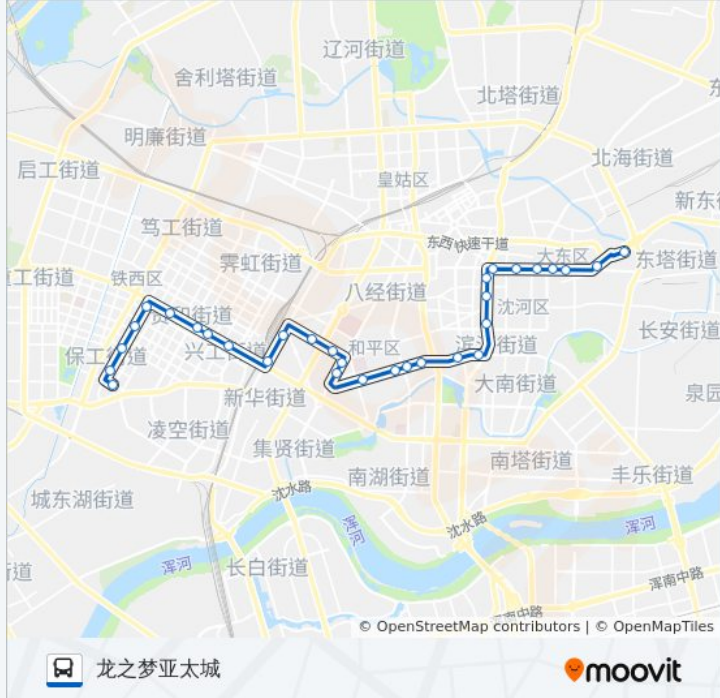 辽河街道
舍利塔街道
北塔街道
明廉街道
启工街道
北海街道
皇姑区
新东
笃工街道
东西快速干道
霁虹街道
大东区
东塔街道
工街道
铁西区
八经街道
沈河区
街道
长安街道
保工街道
兴工街道
和平区
滨河街道
大南街道
泉园
新华街道
凌空街道
集贤街道
南塔街道
南湖街道
丰乐街道
沈水路
城东湖街道
沈水路
浑河
浑河
浑河
长白街道
街道
浑南中路
浑南中路
© OpenStreetMap contributors | © OpenMapTiles
龙之梦亚太城
moovit